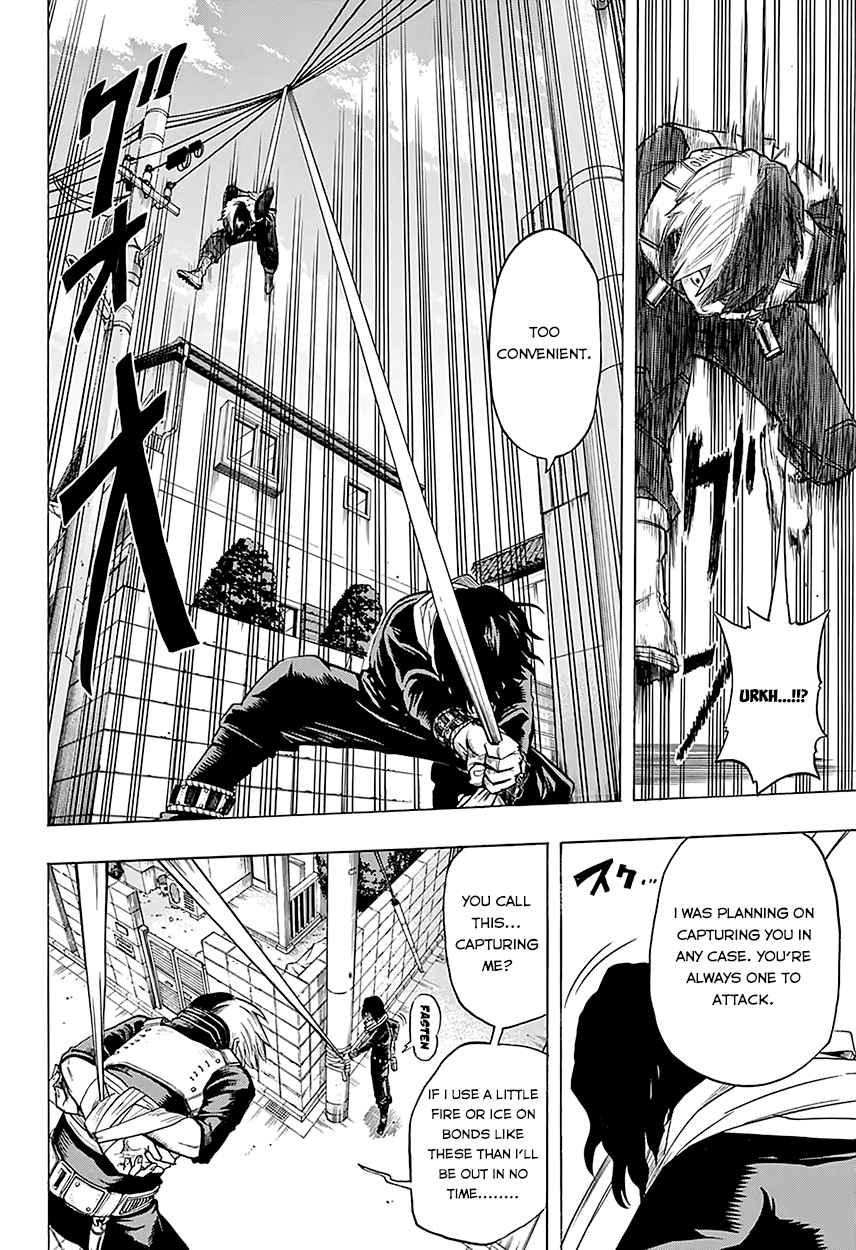 URKH...!!?
グオオ
TOO
CONVENIENT.
スク...
I WAS PLANNING ON
CAPTURING YOU IN
ANY CASE. YOU'RE
ALWAYS ONE TO
ATTACK.
YOU CALL
THIS...
CAPTURING
ME?
FASTEN
IF I USE A LITTLE
FIRE OR ICE ON
BONDS LIKE
THESE THAN I'LL
BE OUT IN NO
TIME........